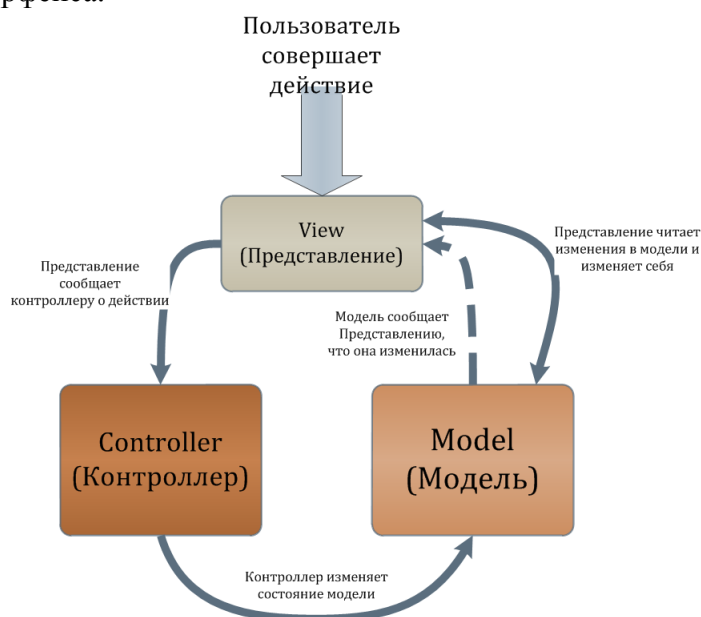 рфейса.
Пользователь
совершает
действие
View
(Представление)
Представление читает
изменения в модели и
изменяет себя
Представление
сообщает
контроллеру о действии
Модель сообщает
Представлению,
что она изменилась
Controller
(Контроллер)
Model
(Модель)
Контроллер изменяет
состояние модели